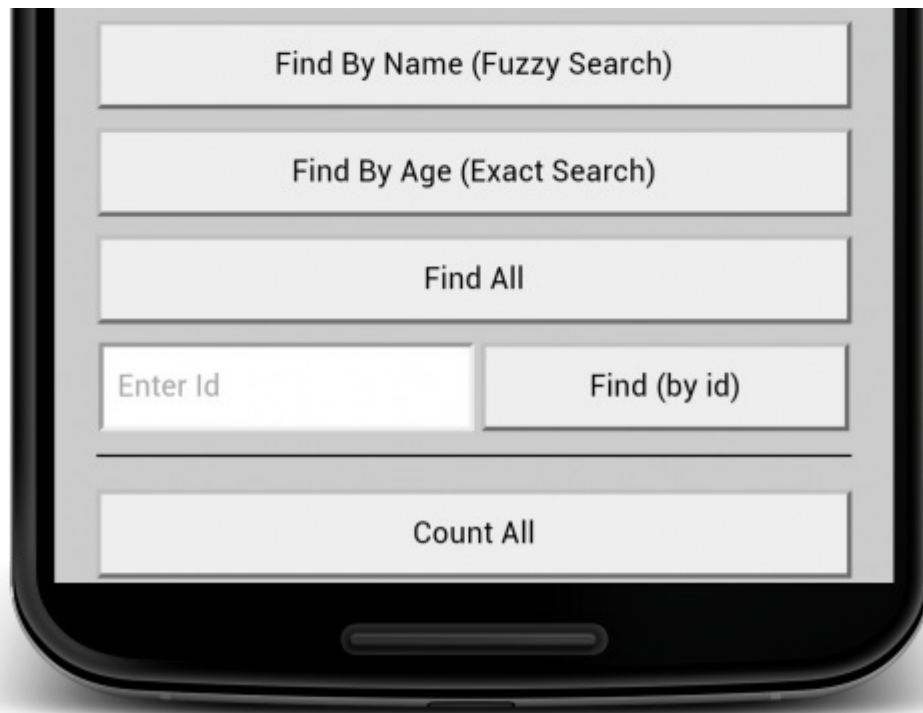 Find By Name (Fuzzy Search)
Find By Age (Exact Search)
Find All
Enter Id
Find (by id)
Count All